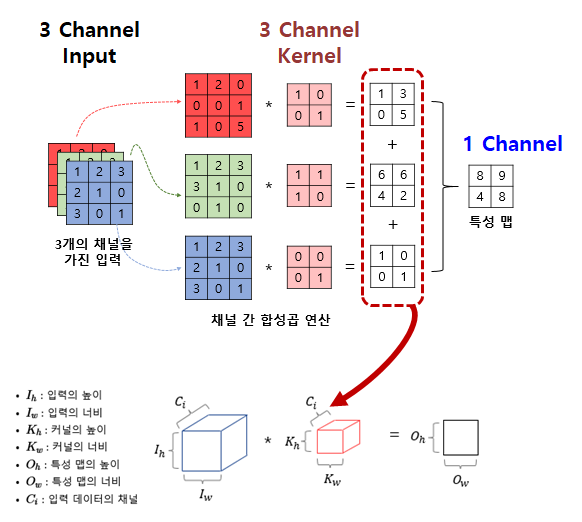 3 Channel
Input
3 Channel
Kernel
1 2 0
0 0 1
1 0 5
*
1 0
0 1
=
1 3
0 5
+
1 Channel
1 2
1 2 3
2 1 0
3 0 1
3개의 채널을
가진 입력
1 2 3
3 1 0
0 1 0
*
1 1
1 0
=
6 6
4 2
+
8 9
4 8
특성 맵
1 2 3
2 1 0
3 0 1
*
0 0
0 1
=
1 0
0 1
채널 간 합성곱 연산
• I_h : 입력의 높이
• I_w : 입력의 너비
• K_h : 커널의 높이
• K_w : 커널의 너비
• O_h : 특성 맵의 높이
• O_w : 특성 맵의 너비
• C_i : 입력 데이터의 채널
C_i
I_h
I_w
*
C_i
K_h
K_w
=
O_h
O_w